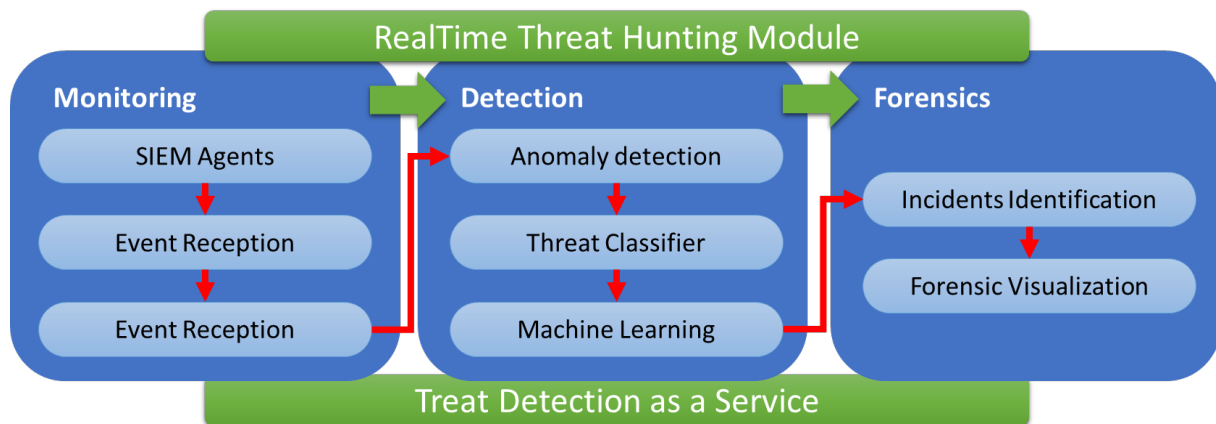 RealTime Threat Hunting Module
Monitoring
SIEM Agents
Event Reception
Event Reception
Detection
Anomaly detection
Threat Classifier
Machine Learning
Forensics
Incidents Identification
Forensic Visualization
Treat Detection as a Service